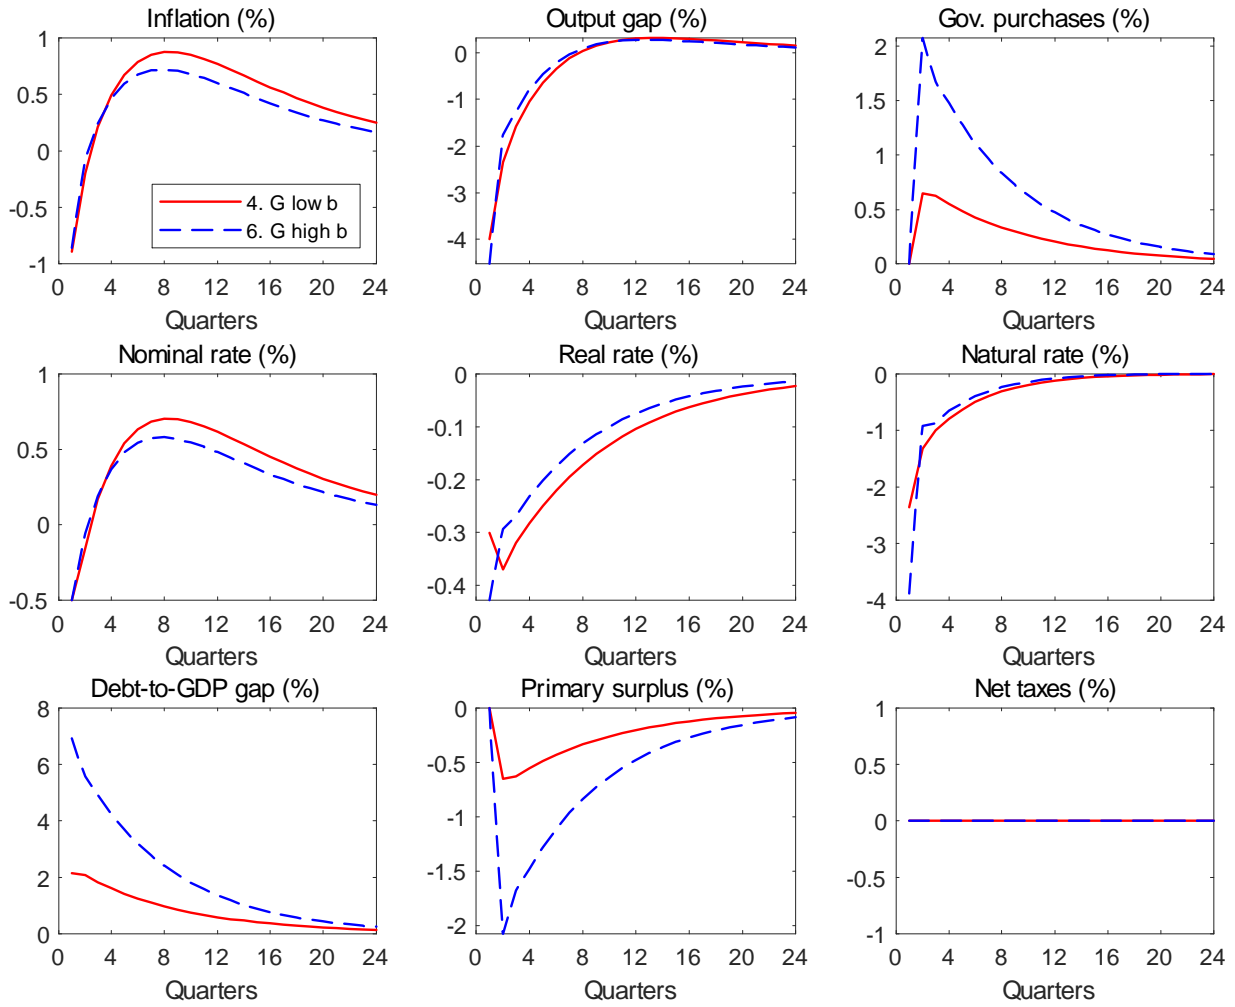 Inflation (%)
1
0.5
0
-0.5
-1
4. G low b
6. G high b
0 4 8 12 16 20 24
Quarters
Output gap (%)
0
-1
-2
-3
-4
0 4 8 12 16 20 24
Quarters
Gov. purchases (%)
2
1.5
1
0.5
0
0 4 8 12 16 20 24
Quarters
Nominal rate (%)
1
0.5
0
-0.5
0 4 8 12 16 20 24
Quarters
Real rate (%)
0
-0.1
-0.2
-0.3
-0.4
0 4 8 12 16 20 24
Quarters
Natural rate (%)
0
-1
-2
-3
-4
0 4 8 12 16 20 24
Quarters
Debt-to-GDP gap (%)
8
6
4
2
0
0 4 8 12 16 20 24
Quarters
Primary surplus (%)
0
-0.5
-1
-1.5
-2
0 4 8 12 16 20 24
Quarters
Net taxes (%)
1
0.5
0
-0.5
-1
0 4 8 12 16 20 24
Quarters